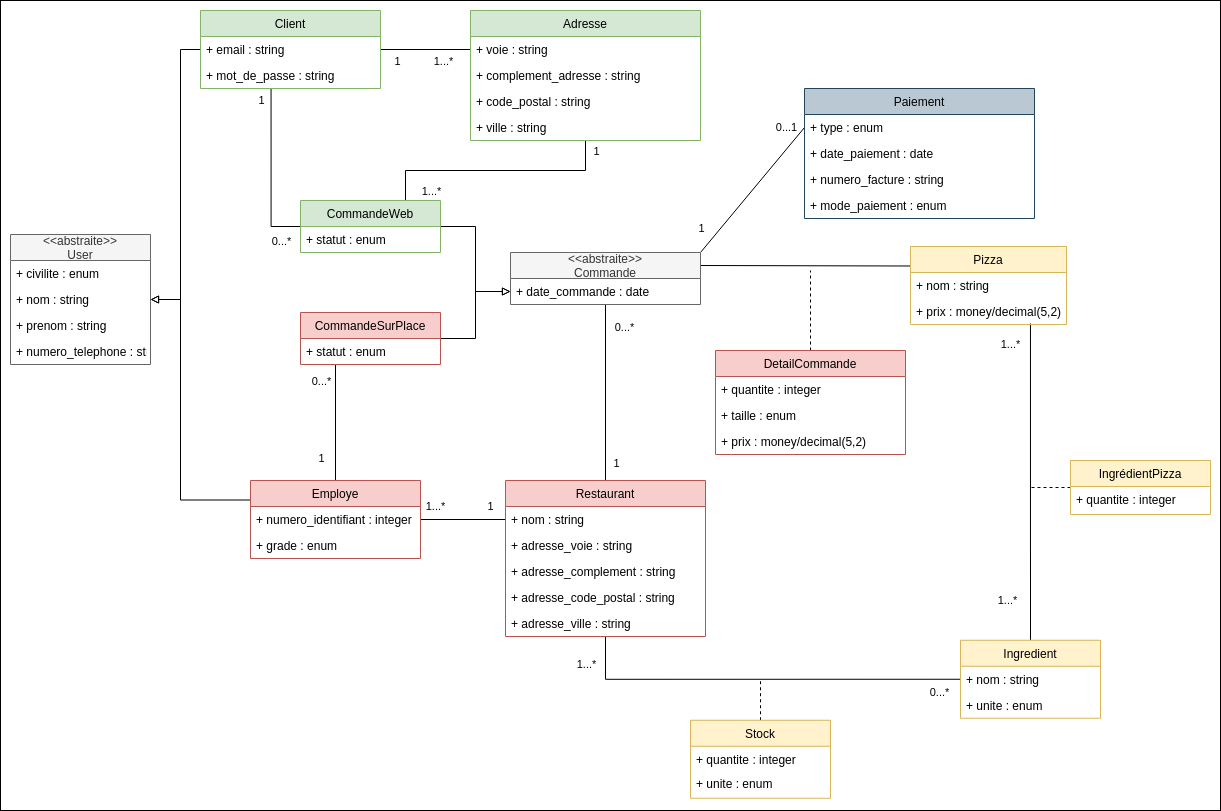 Client
+ email : string
+ mot_de_passe : string
1
1...*
Adresse
+ voie : string
+ complement_adresse : string
+ code_postal : string
+ ville : string
1
1
1...*
0...*
CommandeWeb
+ statut : enum
Paiement
+ type : enum
+ date_paiement : date
+ numero_facture : string
+ mode_paiement : enum
0...1
1
<<abstraite>>
User
+ civilite : enum
+ nom : string
+ prenom : string
+ numero_telephone : st
<<abstraite>>
Commande
+ date_commande : date
Pizza
+ nom : string
+ prix : money/decimal(5,2)
CommandeSurPlace
+ statut : enum
0...*
1
0...*
1
DetailCommande
+ quantite : integer
+ taille : enum
+ prix : money/decimal(5,2)
1...*
1...*
IngrédientPizza
+ quantite : integer
Employe
+ numero_identifiant : integer
+ grade : enum
1...*
1
Restaurant
+ nom : string
+ adresse_voie : string
+ adresse_complement : string
+ adresse_code_postal : string
+ adresse_ville : string
1...*
0...*
Ingredient
+ nom : string
+ unite : enum
Stock
+ quantite : integer
+ unite : enum